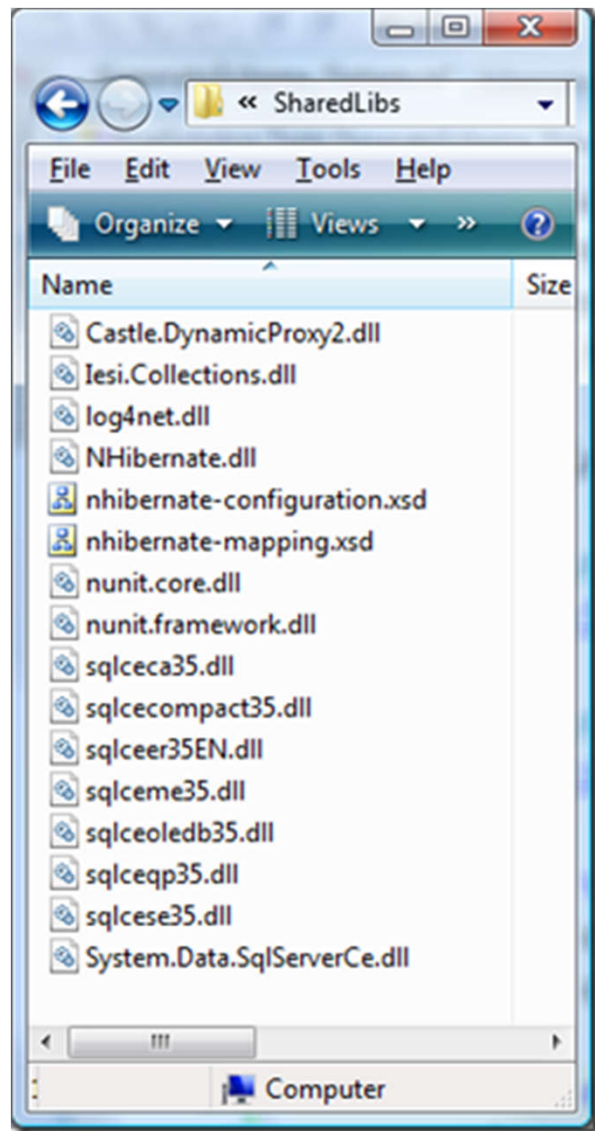 « SharedLibs
File Edit View Tools Help
Organize Views »
Name Size
Castle.DynamicProxy2.dll
Iesi.Collections.dll
log4net.dll
NHibernate.dll
nhibernate-configuration.xsd
nhibernate-mapping.xsd
nunit.core.dll
nunit.framework.dll
sqlceca35.dll
sqlcecompact35.dll
sqlceer35EN.dll
sqlceme35.dll
sqlceoledb35.dll
sqlceqp35.dll
sqlcese35.dll
System.Data.SqlServerCe.dll
Computer